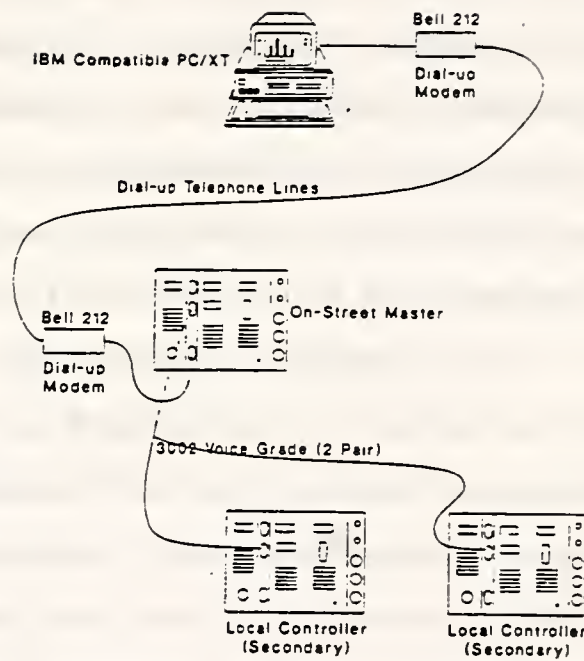 Bell 212
IBM Compatible PC/XT
Dial-up
Modem
Dial-up Telephone Lines
Bell 212
On-Street Master
Dial-up
Modem
3002 Voice Grade (2 Pair)
Local Controller
(Secondary)
Local Controller
(Secondary)